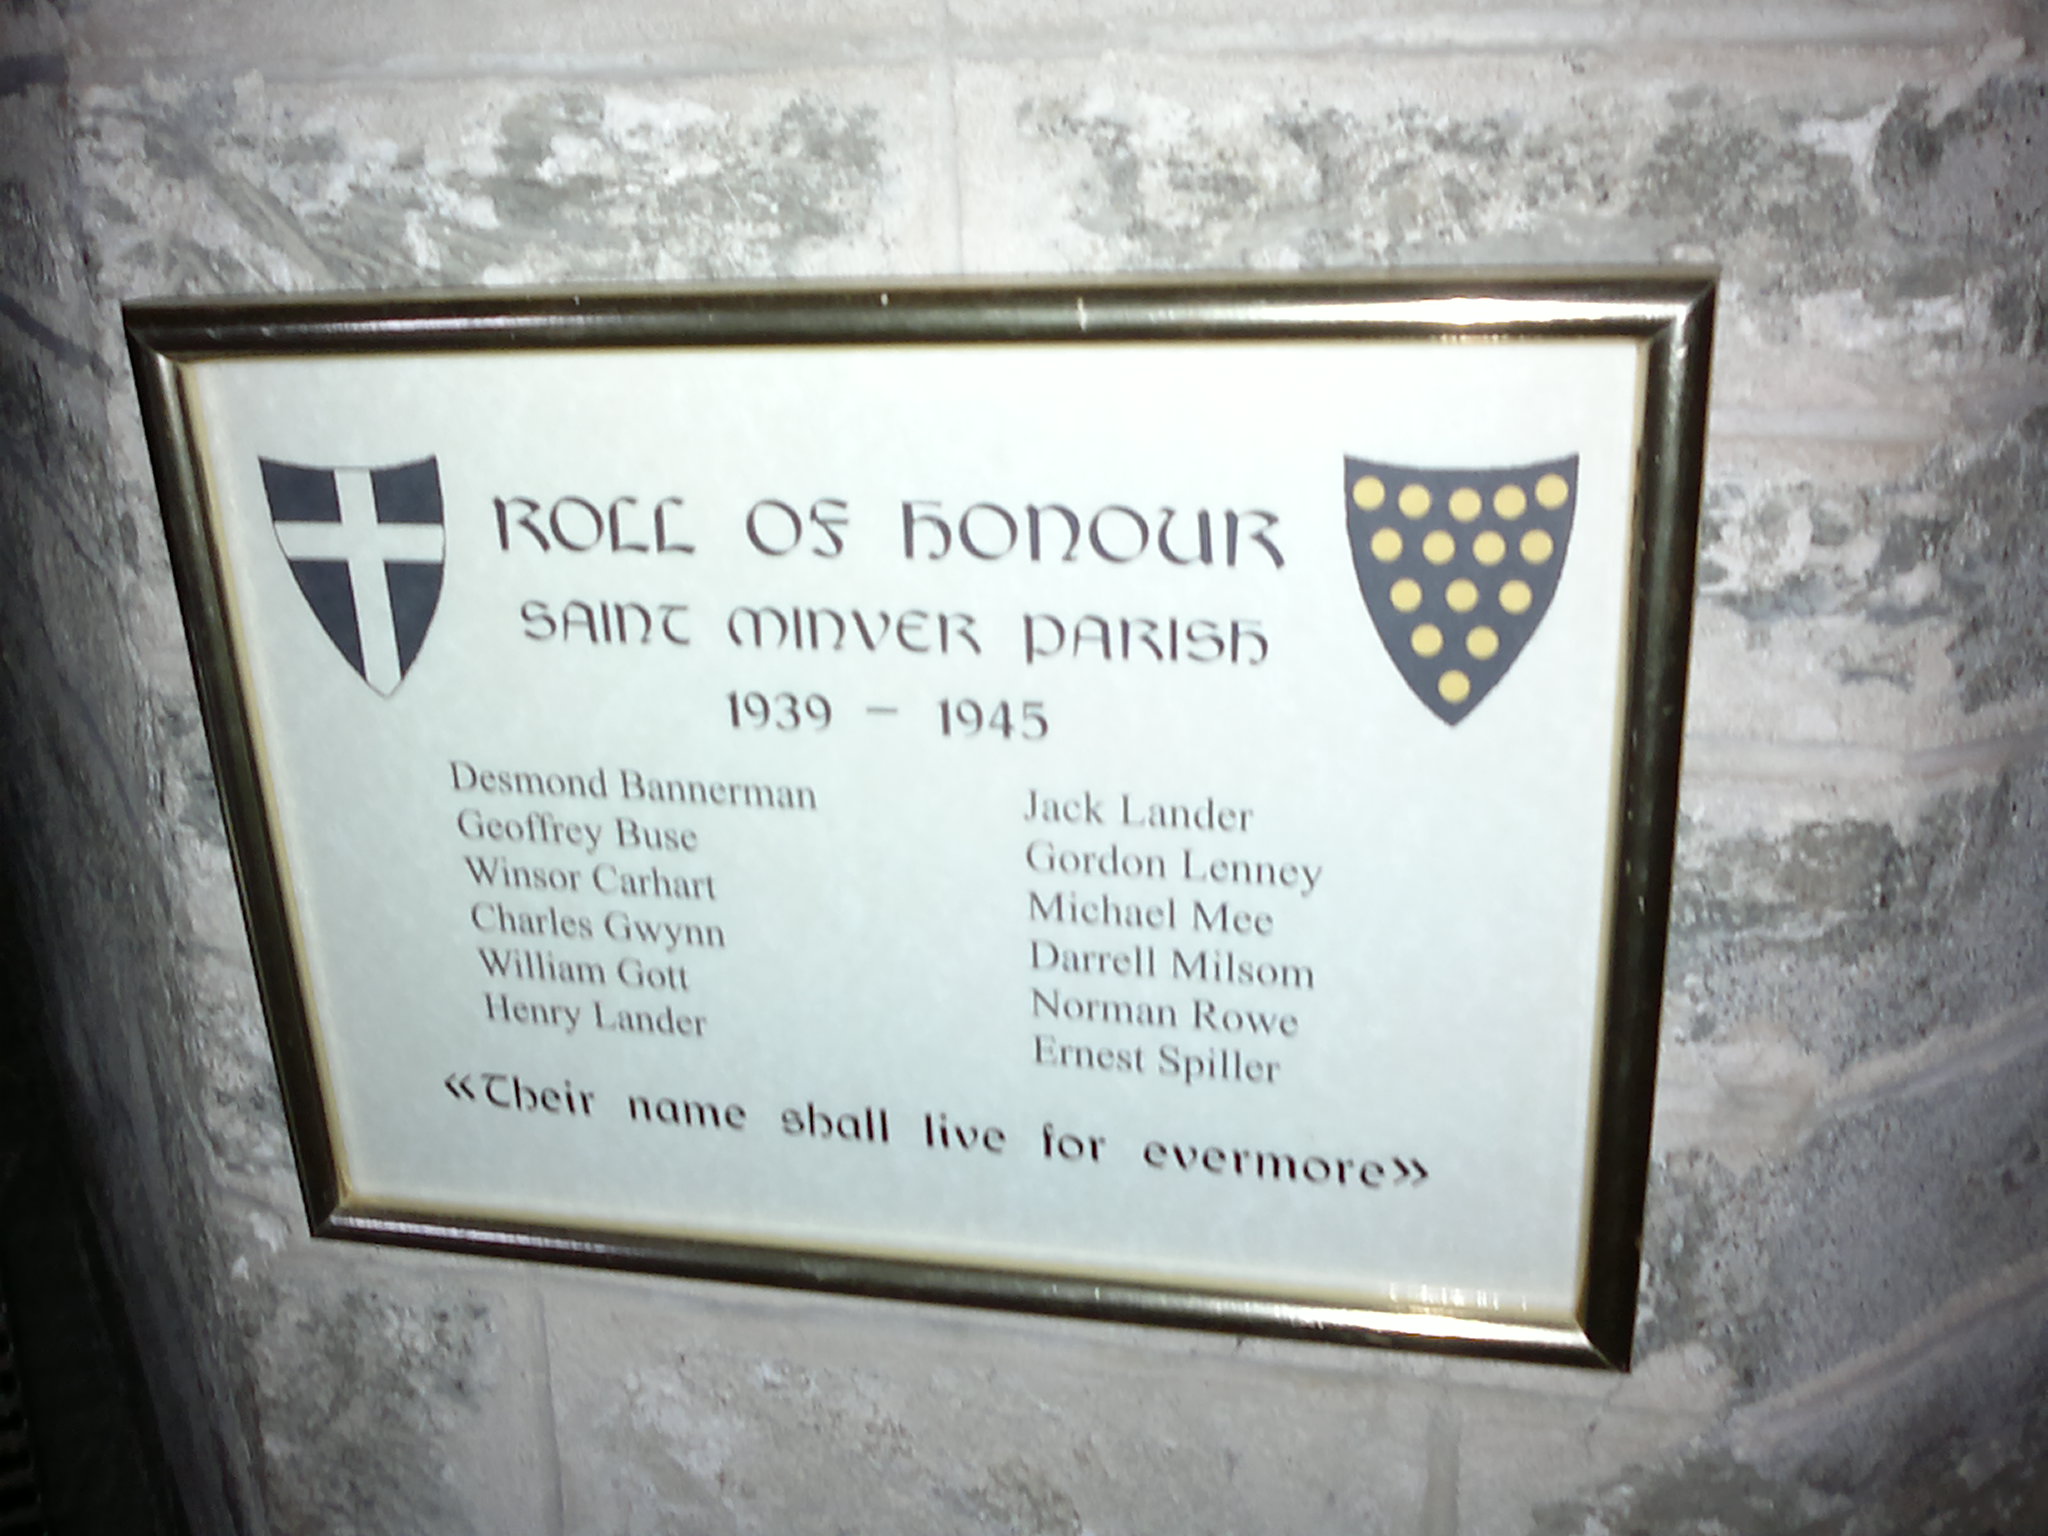 ROLL OF HONOUR
SAINT MINVER PARISH
1939 – 1945
Desmond Bannerman
Geoffrey Buse
Winsor Carhart
Charles Gwynn
William Gott
Henry Lander
Jack Lander
Gordon Lenney
Michael Mee
Darrell Milsom
Norman Rowe
Ernest Spiller
«Their name shall live for evermore»